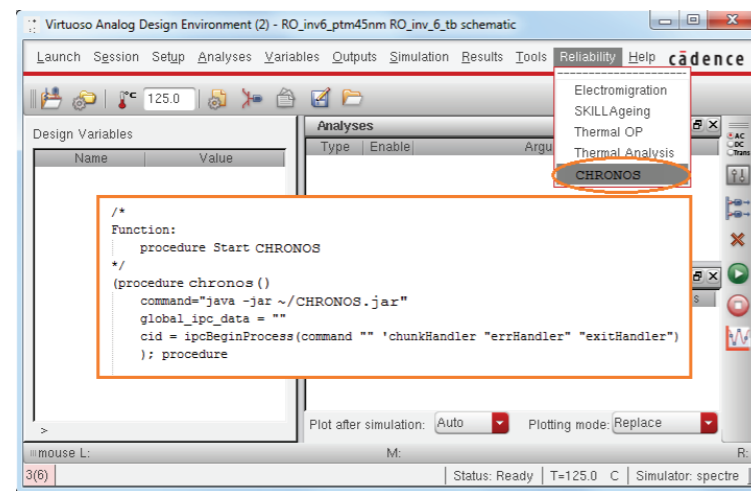 Virtuoso Analog Design Environment (2) - RO_inv6_ptm45nm RO_inv_6_tb schematic
Launch Session Setup Analyses Variables Outputs Simulation Results Tools Reliability Help cādence
Electromigration
SKILLAgeing
Thermal OP
Thermal Analysis
CHRONOS
°C 125.0
Design Variables
Name Value
Analyses
Type Enable Argu
AC
DC
Trans
/*
Function:
procedure Start CHRONOS
*/
(procedure chronos()
command="java -jar ~/CHRONOS.jar"
global_ipc_data = ""
cid = ipcBeginProcess(command "" 'chunkHandler "errHandler" "exitHandler")
); procedure
s
>
Plot after simulation: Auto Plotting mode: Replace
mouse L: M: R:
3(6) Status: Ready T=125.0 C Simulator: spectre